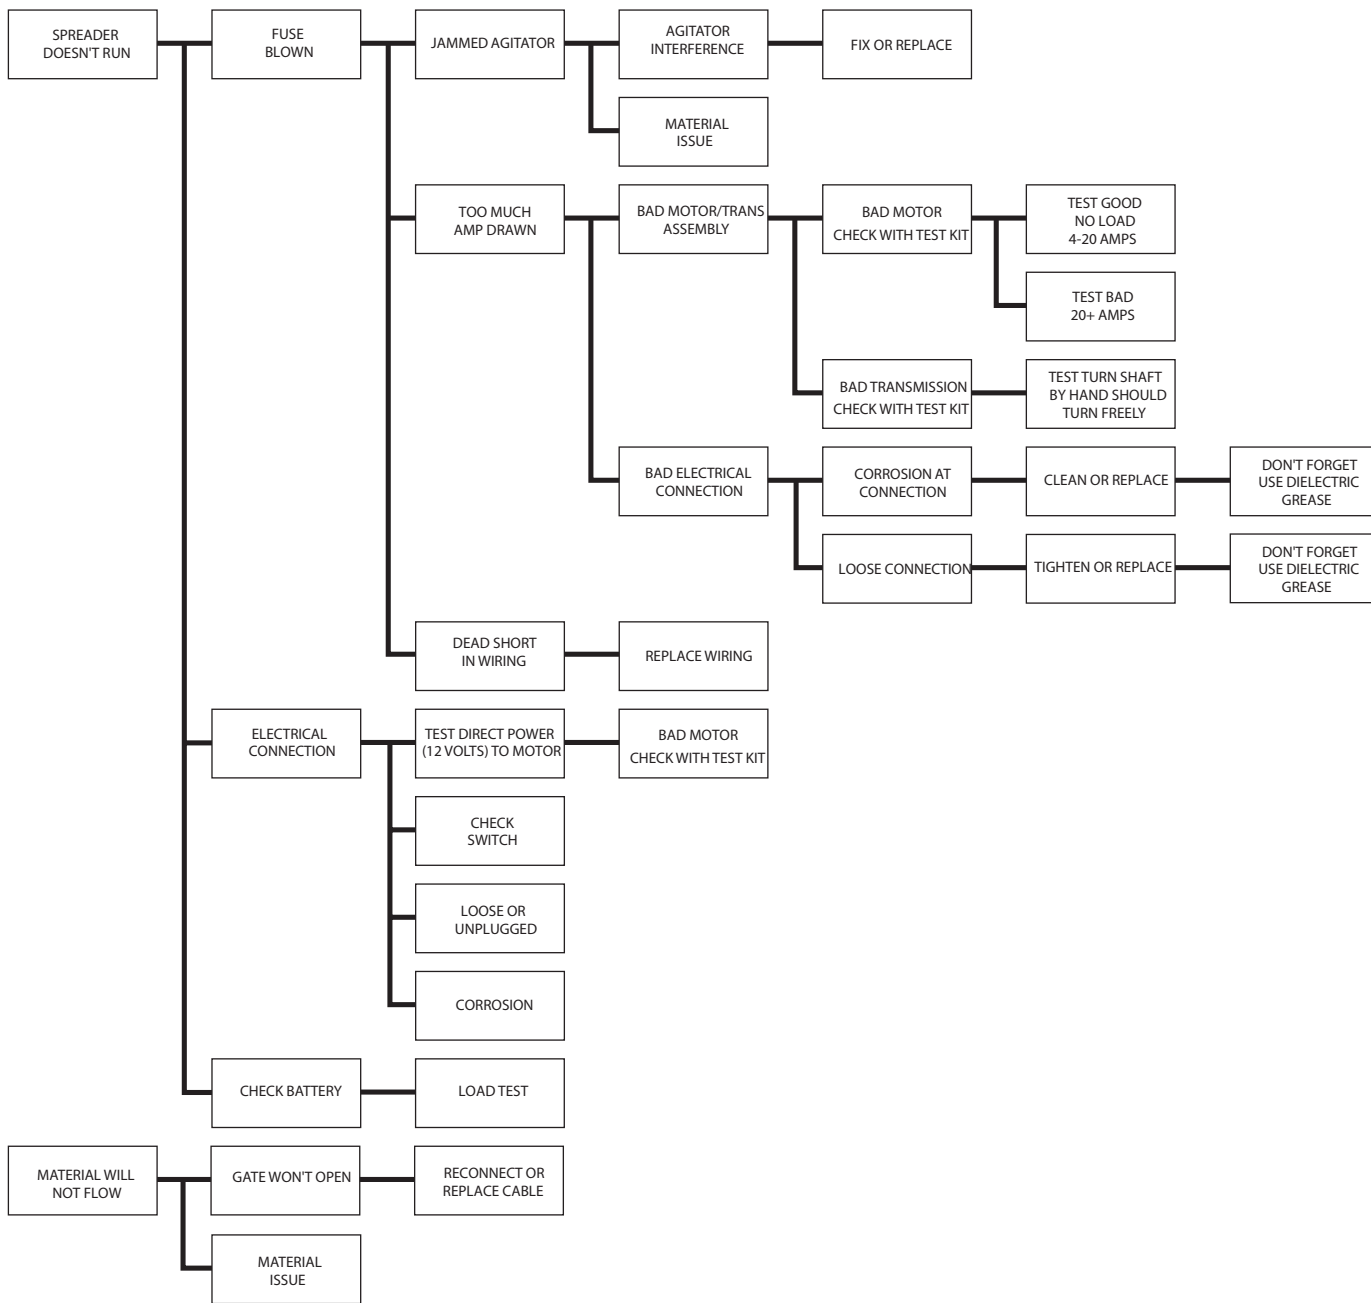 SPREADER
DOESN'T RUN
FUSE
BLOWN
JAMMED AGITATOR
AGITATOR
INTERFERENCE
FIX OR REPLACE
MATERIAL
ISSUE
TOO MUCH
AMP DRAWN
BAD MOTOR/TRANS
ASSEMBLY
BAD MOTOR
CHECK WITH TEST KIT
TEST GOOD
NO LOAD
4-20 AMPS
TEST BAD
20+ AMPS
BAD TRANSMISSION
CHECK WITH TEST KIT
TEST TURN SHAFT
BY HAND SHOULD
TURN FREELY
BAD ELECTRICAL
CONNECTION
CORROSION AT
CONNECTION
CLEAN OR REPLACE
DON'T FORGET
USE DIELECTRIC
GREASE
LOOSE CONNECTION
TIGHTEN OR REPLACE
DON'T FORGET
USE DIELECTRIC
GREASE
DEAD SHORT
IN WIRING
REPLACE WIRING
ELECTRICAL
CONNECTION
TEST DIRECT POWER
(12 VOLTS) TO MOTOR
BAD MOTOR
CHECK WITH TEST KIT
CHECK
SWITCH
LOOSE OR
UNPLUGGED
CORROSION
CHECK BATTERY
LOAD TEST
MATERIAL WILL
NOT FLOW
GATE WON'T OPEN
RECONNECT OR
REPLACE CABLE
MATERIAL
ISSUE